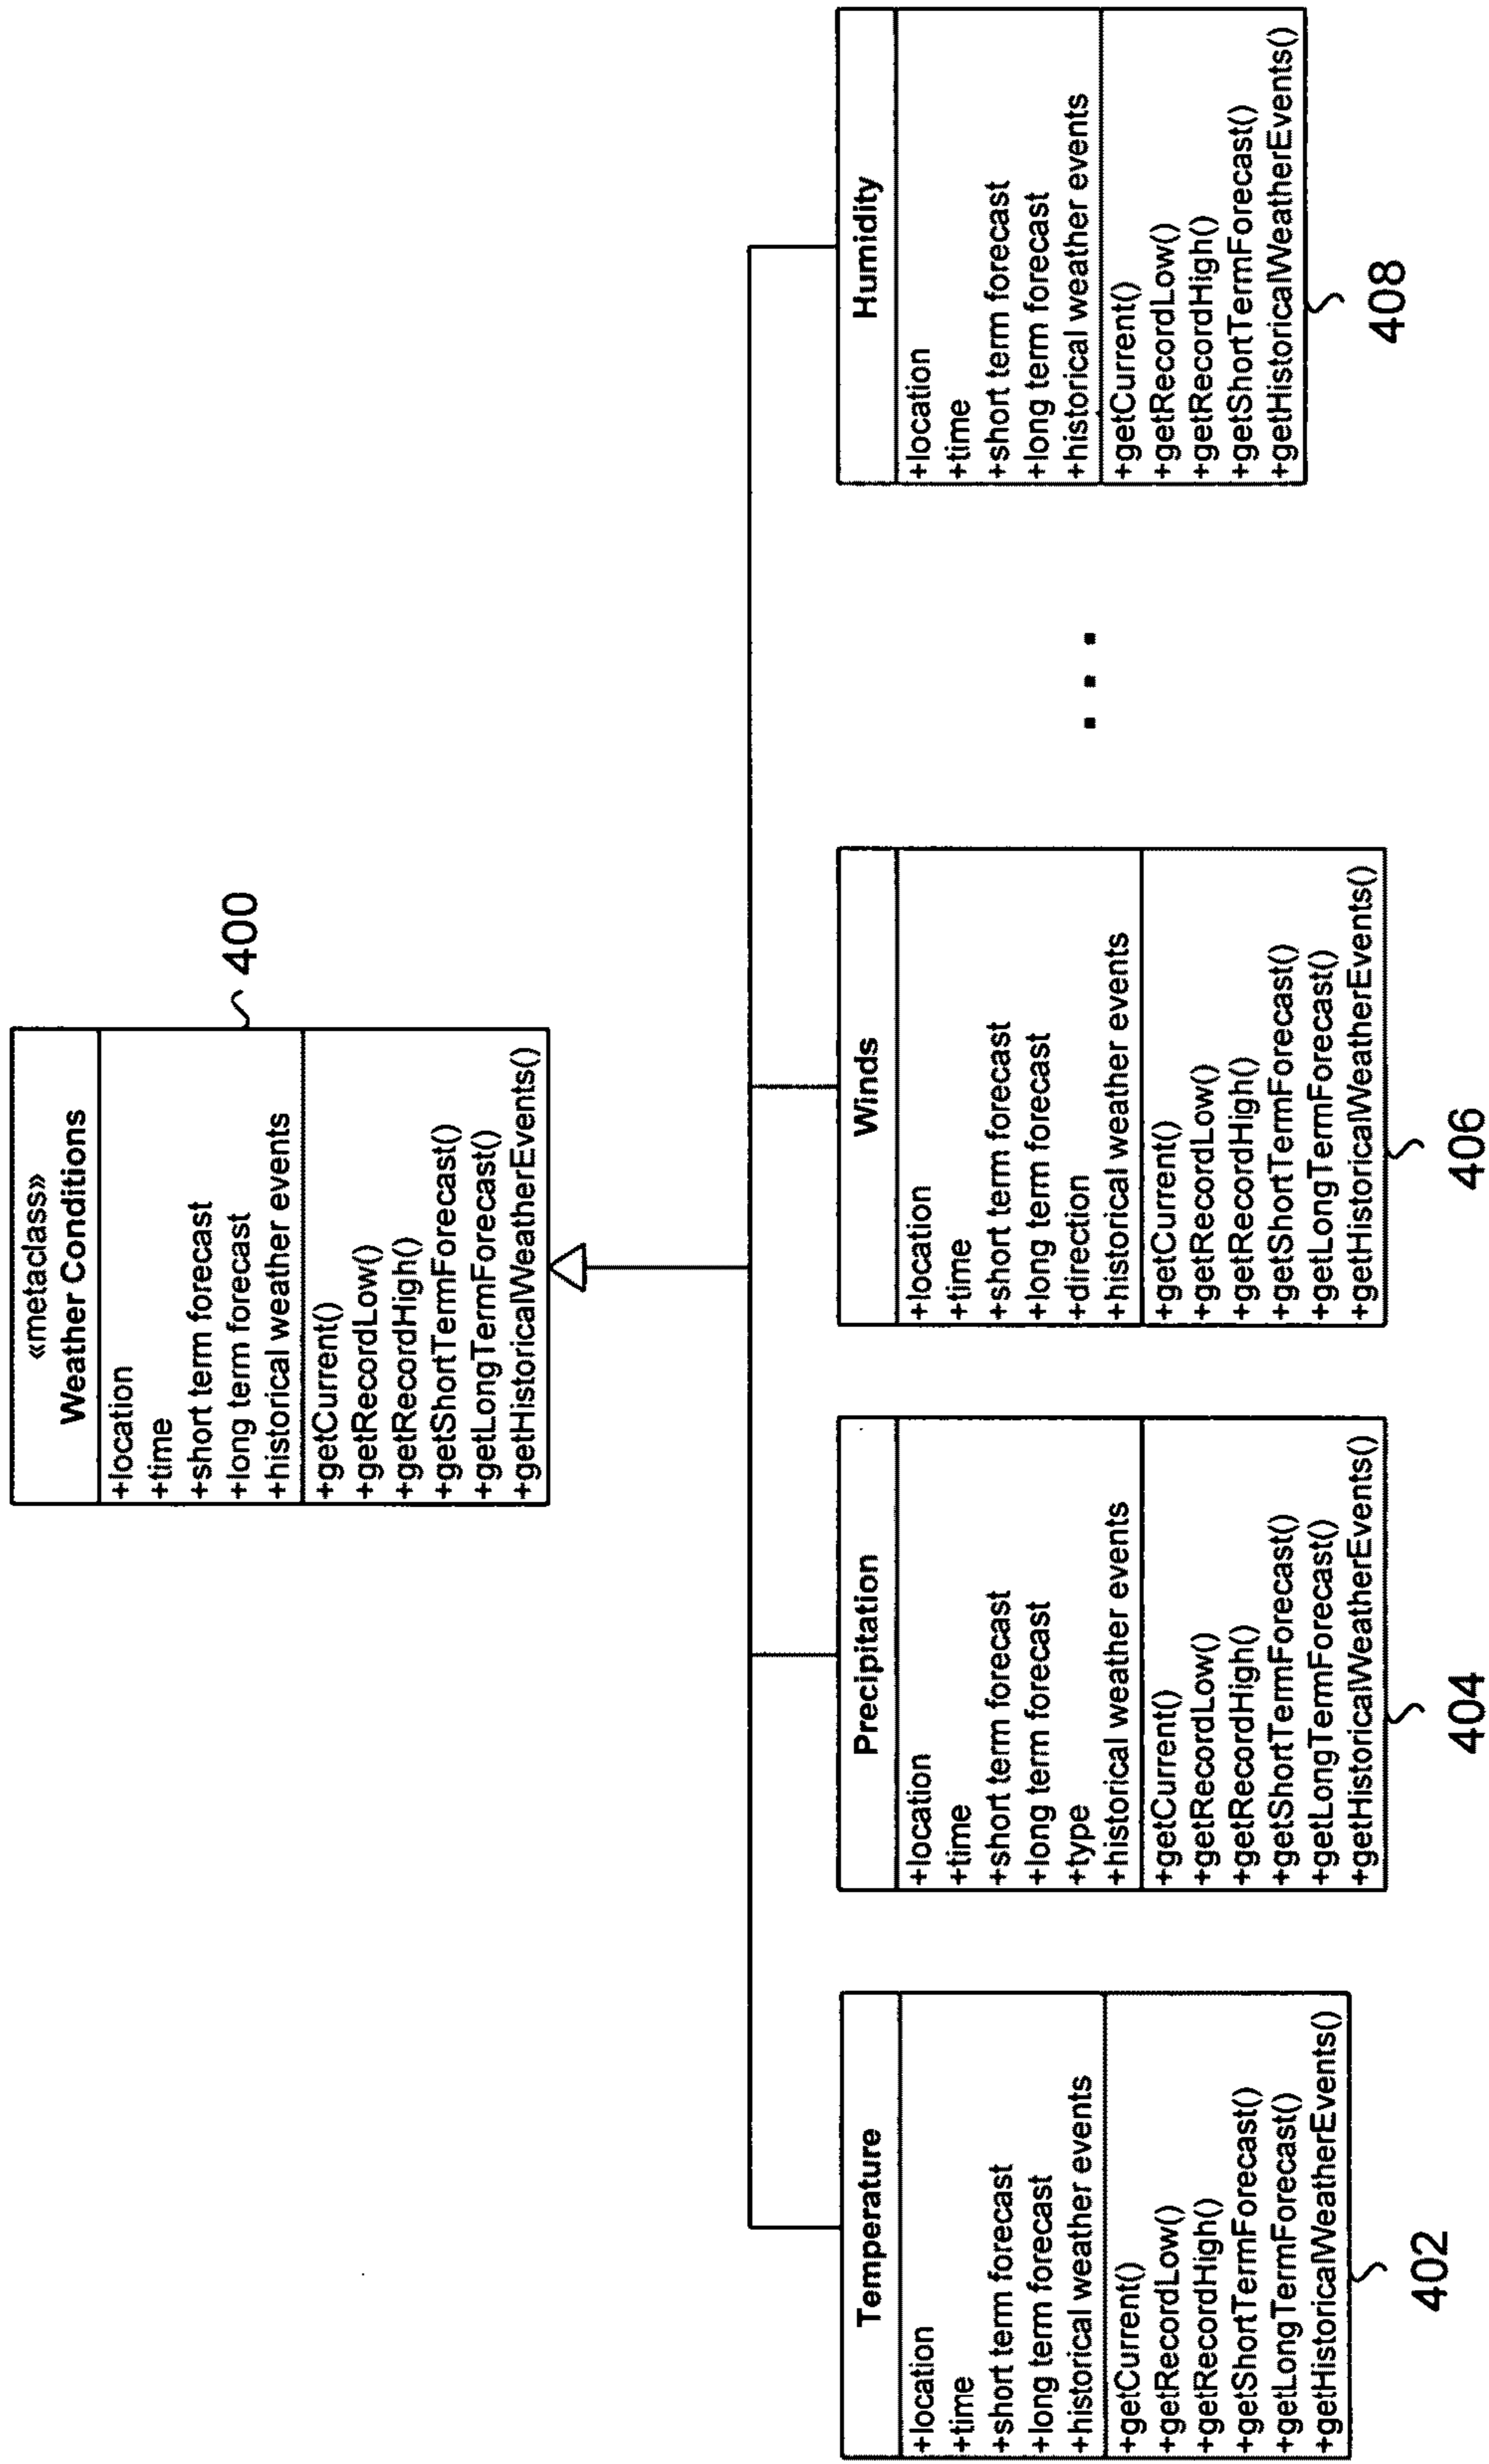 «metaclass»
Weather Conditions
+location
+time
+short term forecast
+long term forecast
+historical weather events
+getCurrent()
+getRecordLow()
+getRecordHigh()
+getShortTermForecast()
+getLongTermForecast()
+getHistoricalWeatherEvents()
400
Temperature
+location
+time
+short term forecast
+long term forecast
+historical weather events
+getCurrent()
+getRecordLow()
+getRecordHigh()
+getShortTermForecast()
+getLongTermForecast()
+getHistoricalWeatherEvents()
402
Precipitation
+location
+time
+short term forecast
+long term forecast
+type
+historical weather events
+getCurrent()
+getRecordLow()
+getRecordHigh()
+getShortTermForecast()
+getLongTermForecast()
+getHistoricalWeatherEvents()
404
Winds
+location
+time
+short term forecast
+long term forecast
+direction
+historical weather events
+getCurrent()
+getRecordLow()
+getRecordHigh()
+getShortTermForecast()
+getLongTermForecast()
+getHistoricalWeatherEvents()
406
. . .
Humidity
+location
+time
+short term forecast
+long term forecast
+historical weather events
+getCurrent()
+getRecordLow()
+getRecordHigh()
+getShortTermForecast()
+getHistoricalWeatherEvents()
408